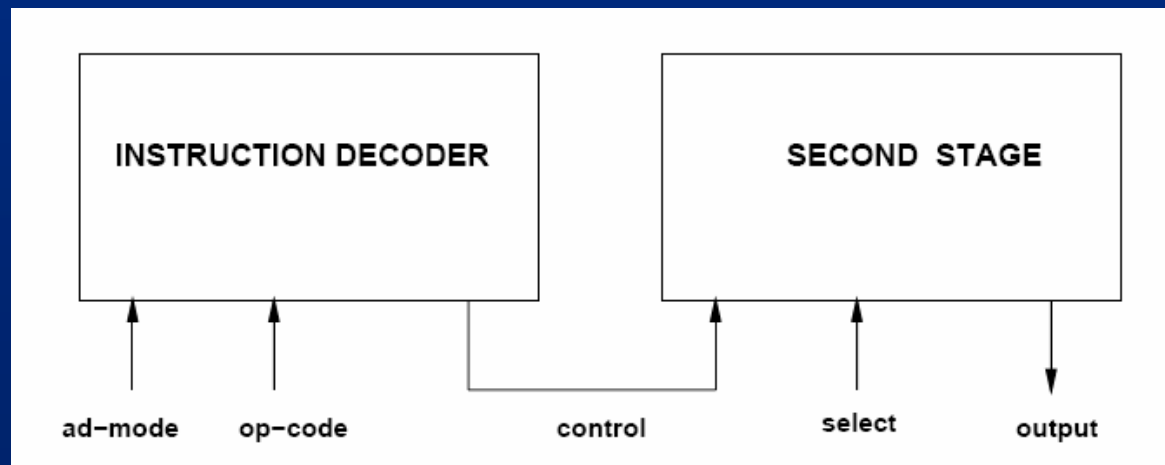 INSTRUCTION DECODER
SECOND STAGE
ad−mode
op−code
control
select
output